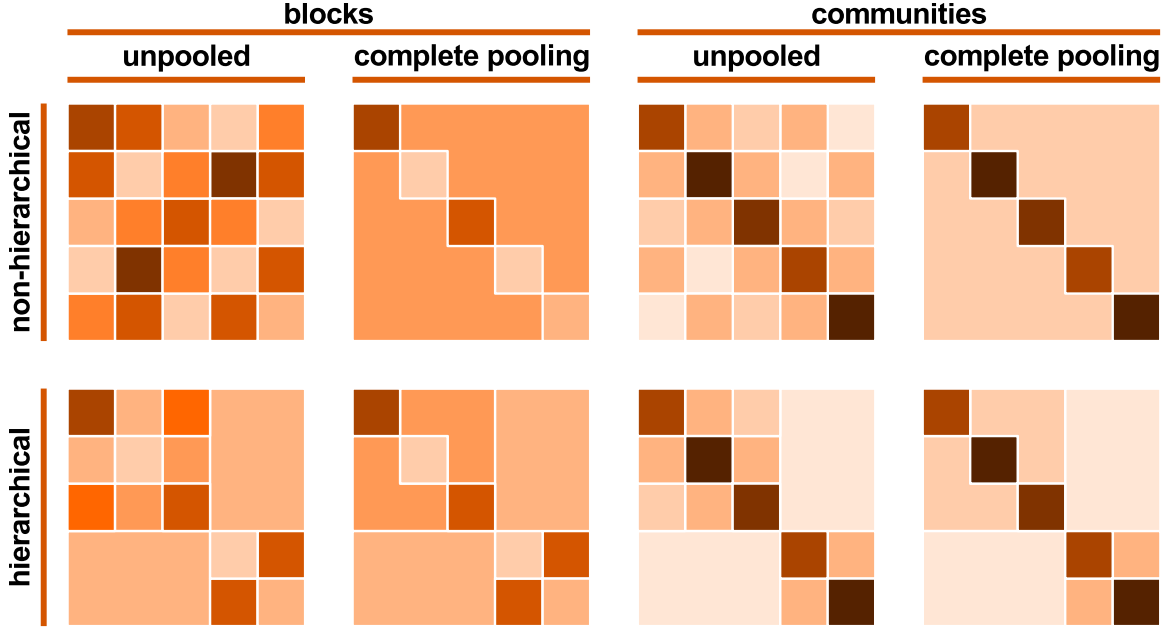 blocks
communities
unpooled
complete pooling
unpooled
complete pooling
non-hierarchical
hierarchical